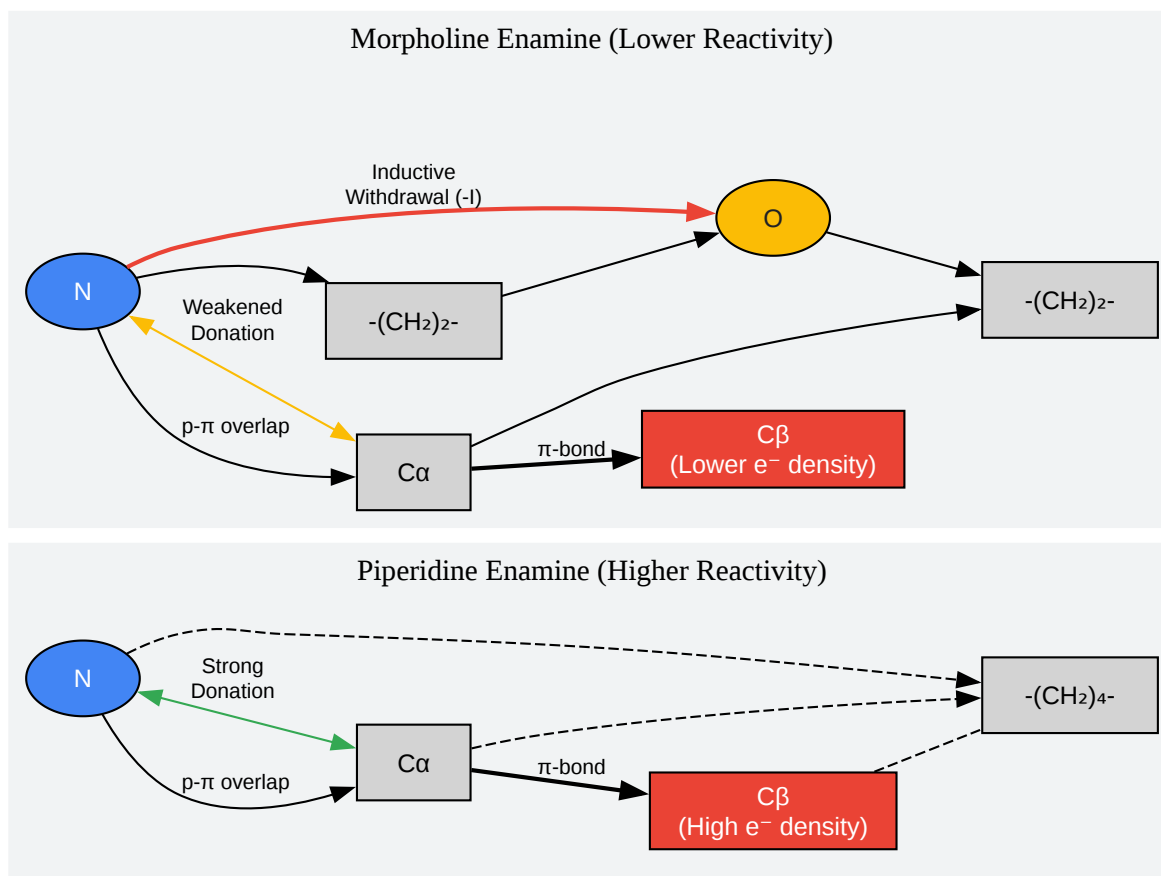 Morpholine Enamine (Lower Reactivity)
Inductive
Withdrawal (-I)
O
N
-(CH₂)₂-
Weakened
Donation
-(CH₂)₂-
p-π overlap
Cα
π-bond
Cβ
(Lower e⁻ density)
Piperidine Enamine (Higher Reactivity)
N
Strong
Donation
-(CH₂)₄-
p-π overlap
Cα
π-bond
Cβ
(High e⁻ density)